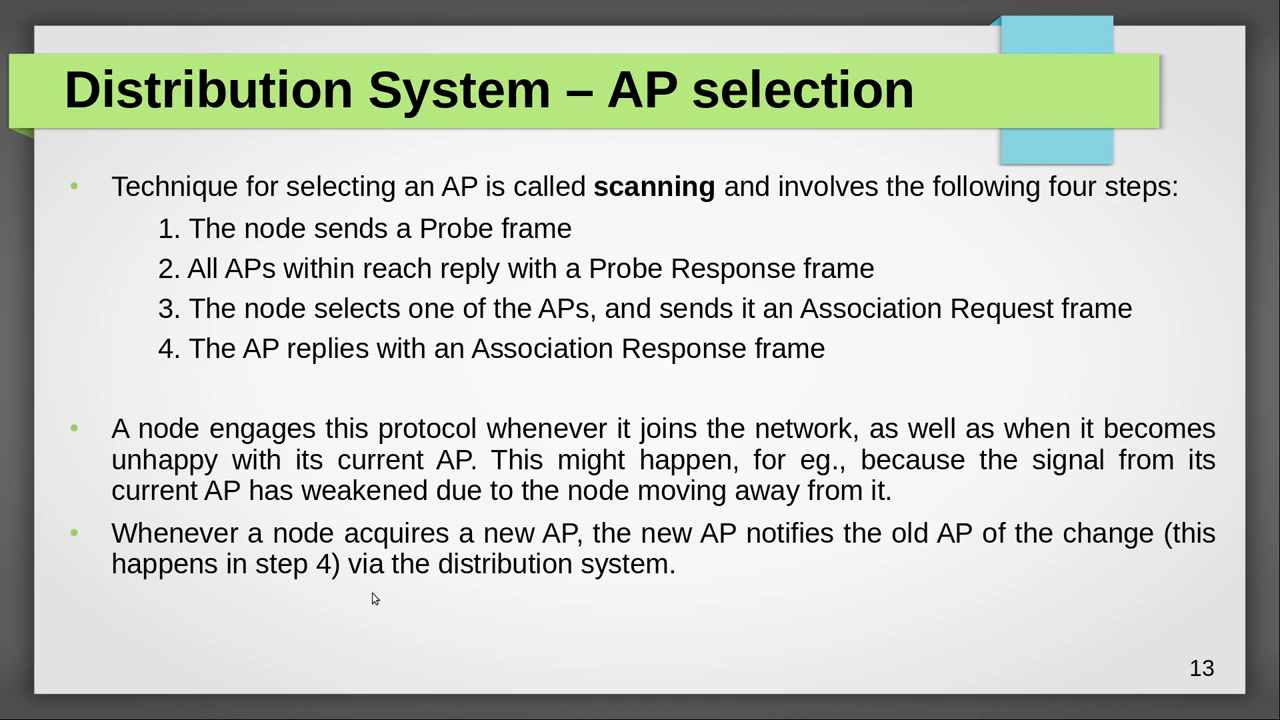 Distribution System – AP selection
• Technique for selecting an AP is called scanning and involves the following four steps:
1. The node sends a Probe frame
2. All APs within reach reply with a Probe Response frame
3. The node selects one of the APs, and sends it an Association Request frame
4. The AP replies with an Association Response frame
• A node engages this protocol whenever it joins the network, as well as when it becomes
unhappy with its current AP. This might happen, for eg., because the signal from its
current AP has weakened due to the node moving away from it.
• Whenever a node acquires a new AP, the new AP notifies the old AP of the change (this
happens in step 4) via the distribution system.
13